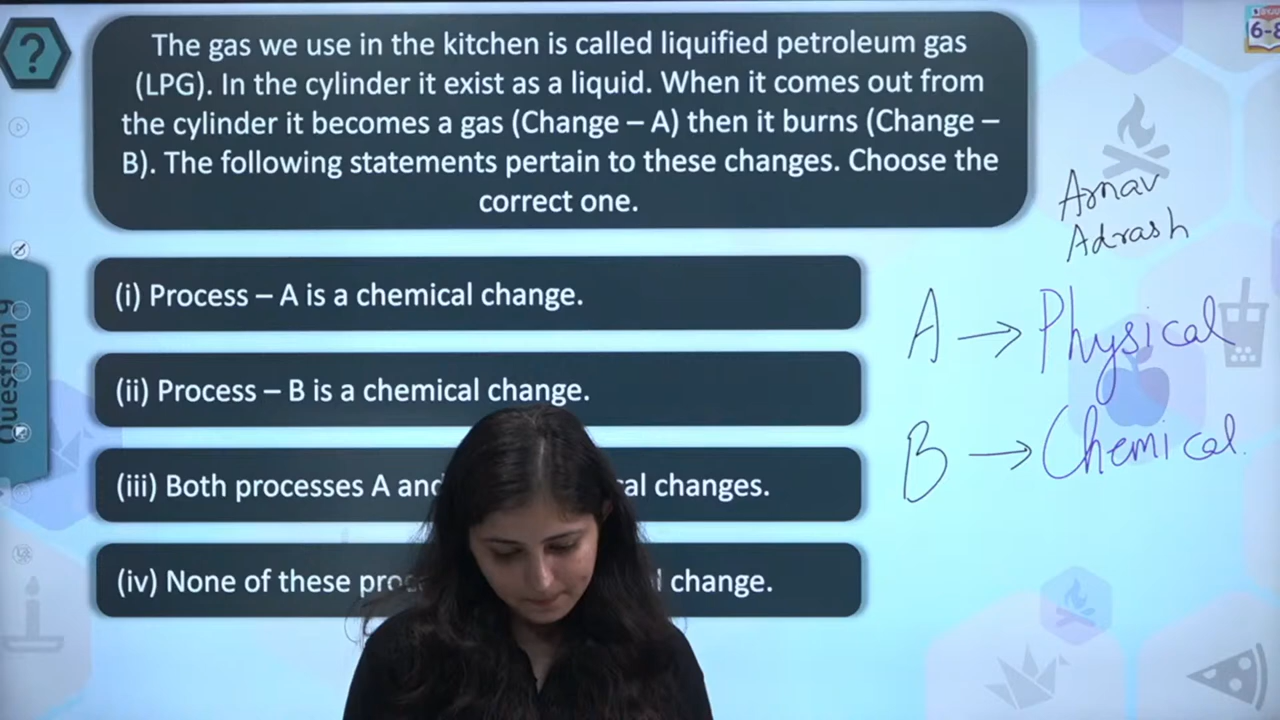 The gas we use in the kitchen is called liquified petroleum gas
(LPG). In the cylinder it exist as a liquid. When it comes out from
the cylinder it becomes a gas (Change – A) then it burns (Change –
B). The following statements pertain to these changes. Choose the
correct one.
(i) Process – A is a chemical change.
(ii) Process – B is a chemical change.
(iii) Both processes A and changes.
(iv) None of these change.
Arnav
Adrash
A → Physical
B → Chemical.
Question 9
6-8
?